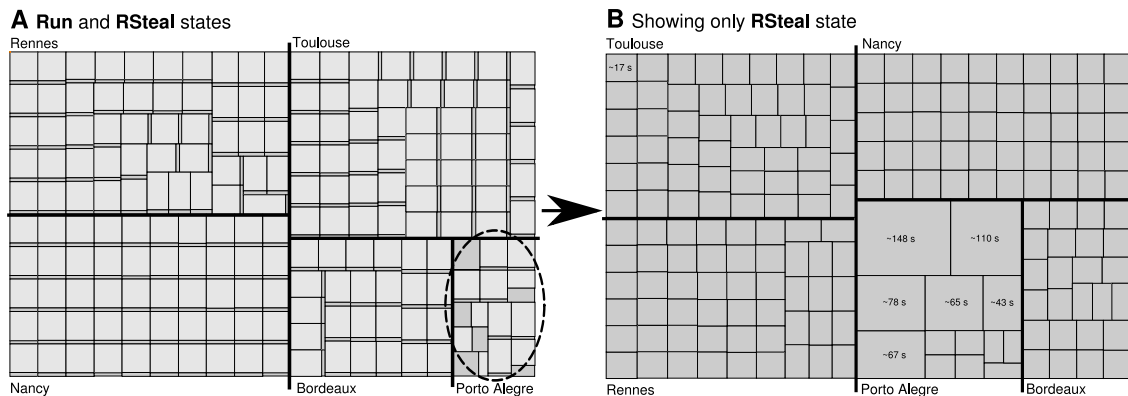 A Run and RSteal states
Rennes
Toulouse
Nancy
Bordeaux
Porto Alegre
B Showing only RSteal state
Toulouse
Nancy
~17 s
~148 s
~110 s
~78 s
~65 s
~43 s
~67 s
Rennes
Porto Alegre
Bordeaux